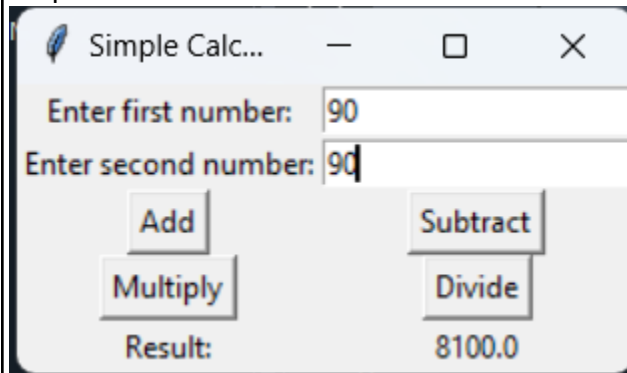 Simple Calc...
Enter first number: 90
Enter second number: 90
Add Subtract
Multiply Divide
Result: 8100.0